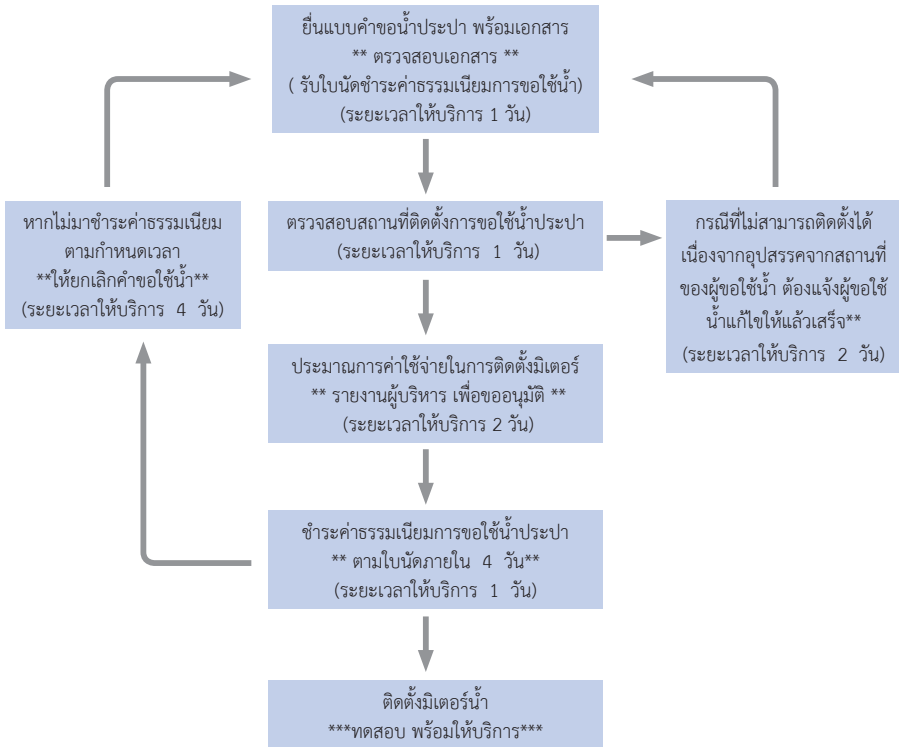 ยื่นแบบคำขอน้ำประปา พร้อมเอกสาร
** ตรวจสอบเอกสาร **
( รับใบนัดชำระค่าธรรมเนียมการขอใช้น้ำ)
(ระยะเวลาให้บริการ 1 วัน)
หากไม่มาชำระค่าธรรมเนียม
ตามกำหนดเวลา
**ให้ยกเลิกคำขอใช้น้ำ**
(ระยะเวลาให้บริการ 4 วัน)
ตรวจสอบสถานที่ติดตั้งการขอใช้น้ำประปา
(ระยะเวลาให้บริการ 1 วัน)
กรณีที่ไม่สามารถติดตั้งได้
เนื่องจากอุปสรรคจากสถานที่
ของผู้ขอใช้น้ำ ต้องแจ้งผู้ขอใช้
น้ำแก้ไขให้แล้วเสร็จ**
(ระยะเวลาให้บริการ 2 วัน)
ประมาณการค่าใช้จ่ายในการติดตั้งมิเตอร์
** รายงานผู้บริหาร เพื่อขออนุมัติ **
(ระยะเวลาให้บริการ 2 วัน)
ชำระค่าธรรมเนียมการขอใช้น้ำประปา
** ตามใบนัดภายใน 4 วัน**
(ระยะเวลาให้บริการ 1 วัน)
ติดตั้งมิเตอร์น้ำ
***ทดสอบ พร้อมให้บริการ***